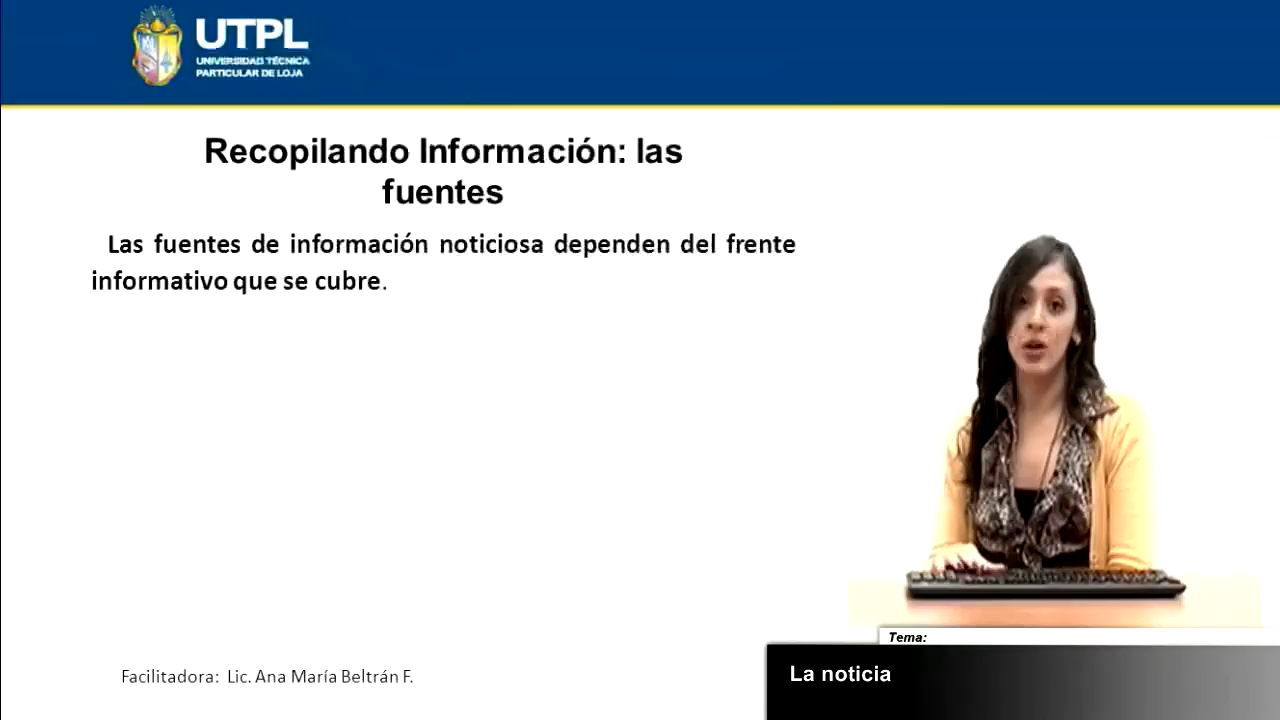 UTPL
UNIVERSIDAD TÉCNICA
PARTICULAR DE LOJA
Recopilando Información: las
fuentes
Las fuentes de información noticiosa dependen del frente
informativo que se cubre.
Tema:
La noticia
Facilitadora: Lic. Ana María Beltrán F.